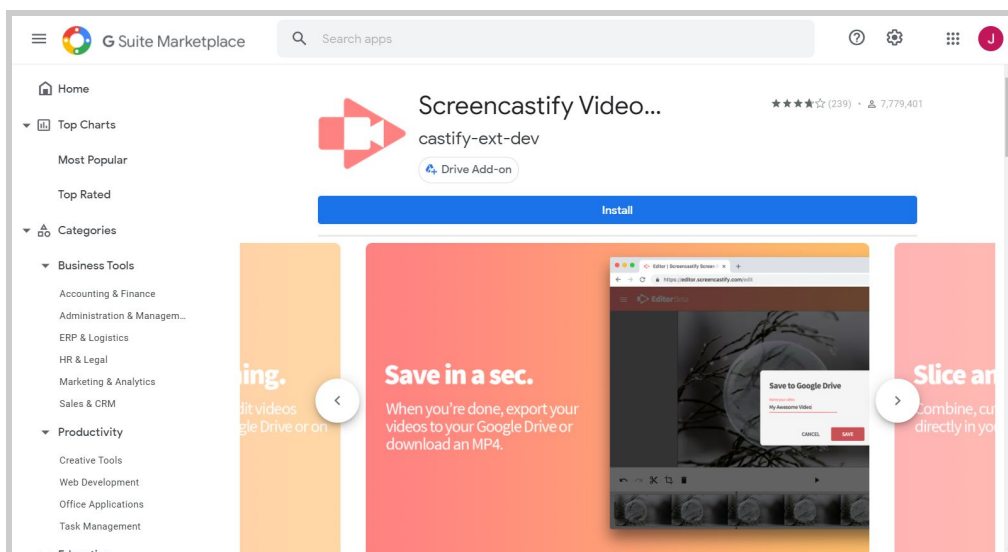 G Suite Marketplace
Search apps
J
Home
Top Charts
Most Popular
Top Rated
Categories
Business Tools
Accounting & Finance
Administration & Managem...
ERP & Logistics
HR & Legal
Marketing & Analytics
Sales & CRM
Productivity
Creative Tools
Web Development
Office Applications
Task Management
Screencastify Video...
(239)
7,779,401
castify-ext-dev
Drive Add-on
Install
ing.
dit videos
gle Drive or on
Save in a sec.
When you're done, export your
videos to your Google Drive or
download an MP4.
https://editor.screencastify.com/edit
Editor
Save to Google Drive
My Awesome Video
CANCEL SAVE
Slice an
Combine, cu
directly in yo